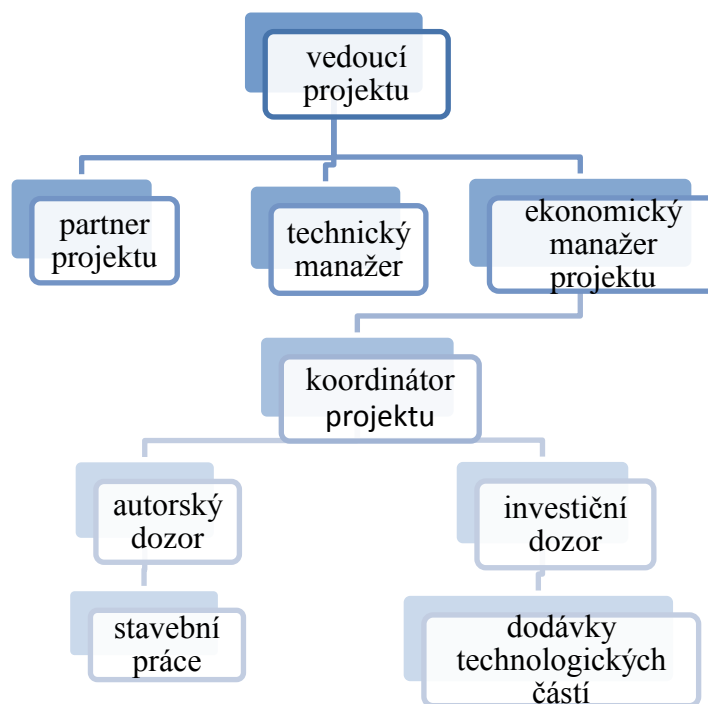 vedoucí
projektu
partner
projektu
technický
manažer
ekonomický
manažer
projektu
koordinátor
projektu
autorský
dozor
investiční
dozor
stavební
práce
dodávky
technologických
částí